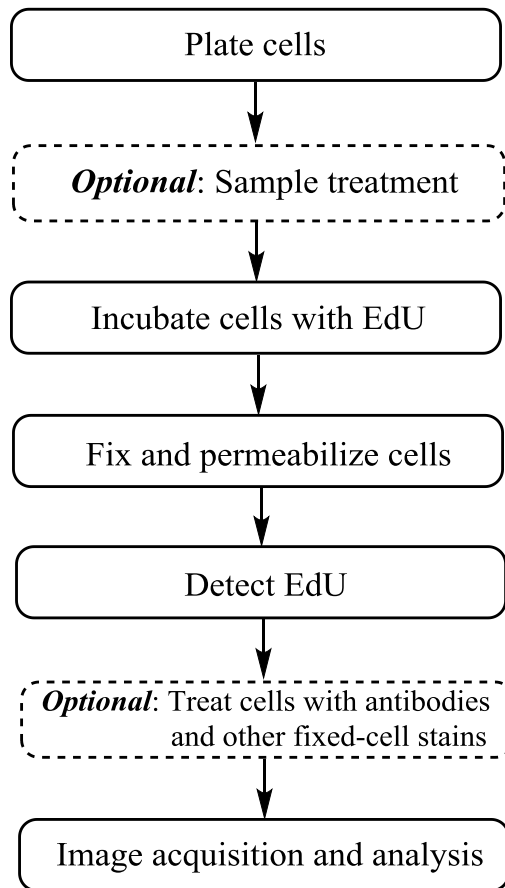 Plate cells
Optional: Sample treatment
Incubate cells with EdU
Fix and permeabilize cells
Detect EdU
Optional: Treat cells with antibodies
and other fixed-cell stains
Image acquisition and analysis